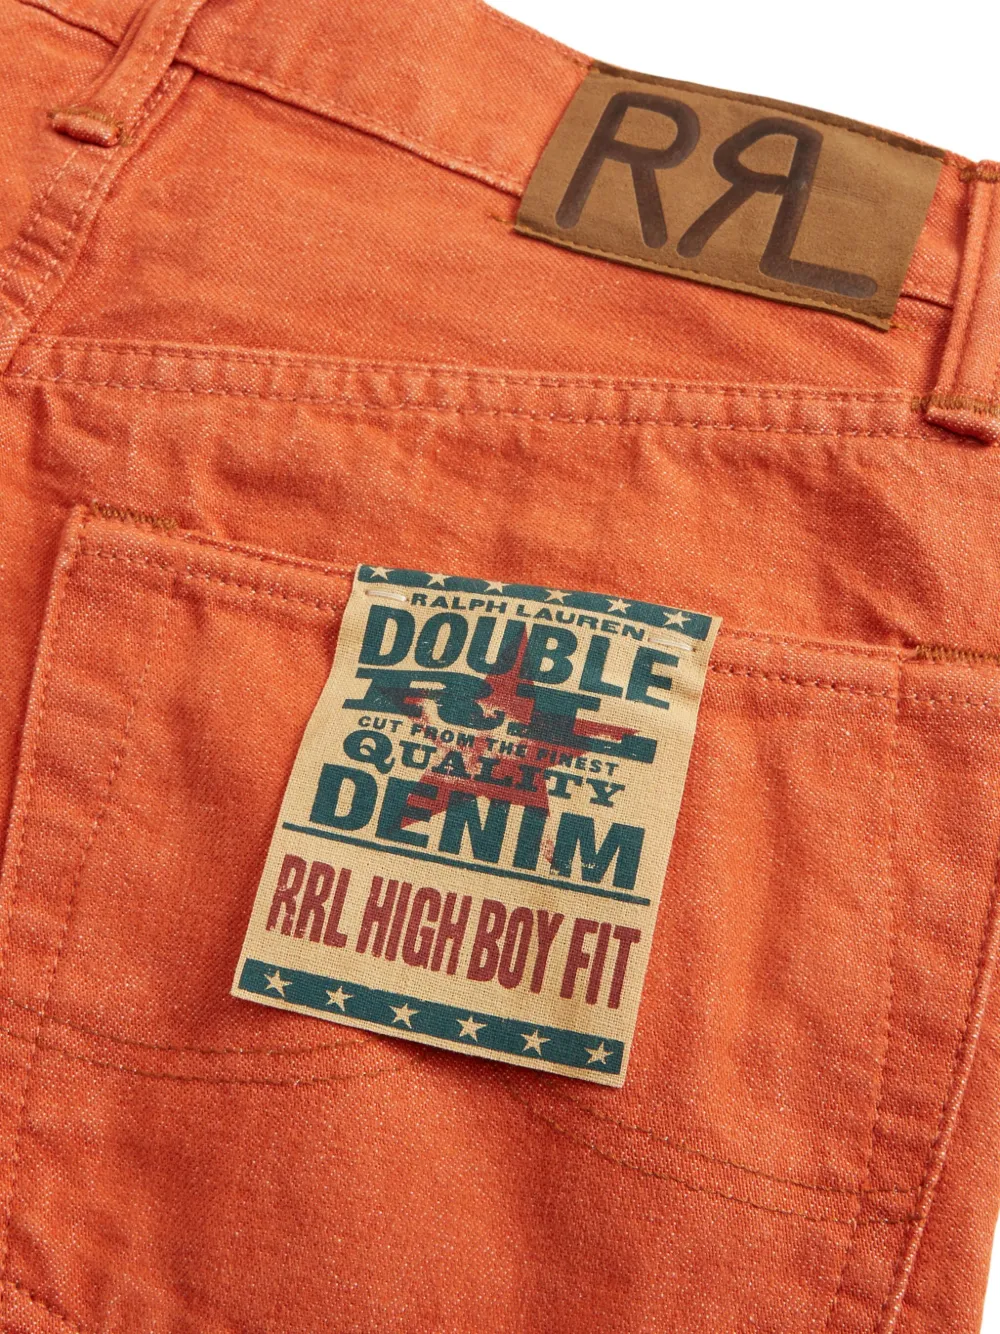 RRL
RALPH LAUREN
DOUBLE
RL
CUT FROM THE FINEST
QUALITY
DENIM
RRL HIGH BOY FIT